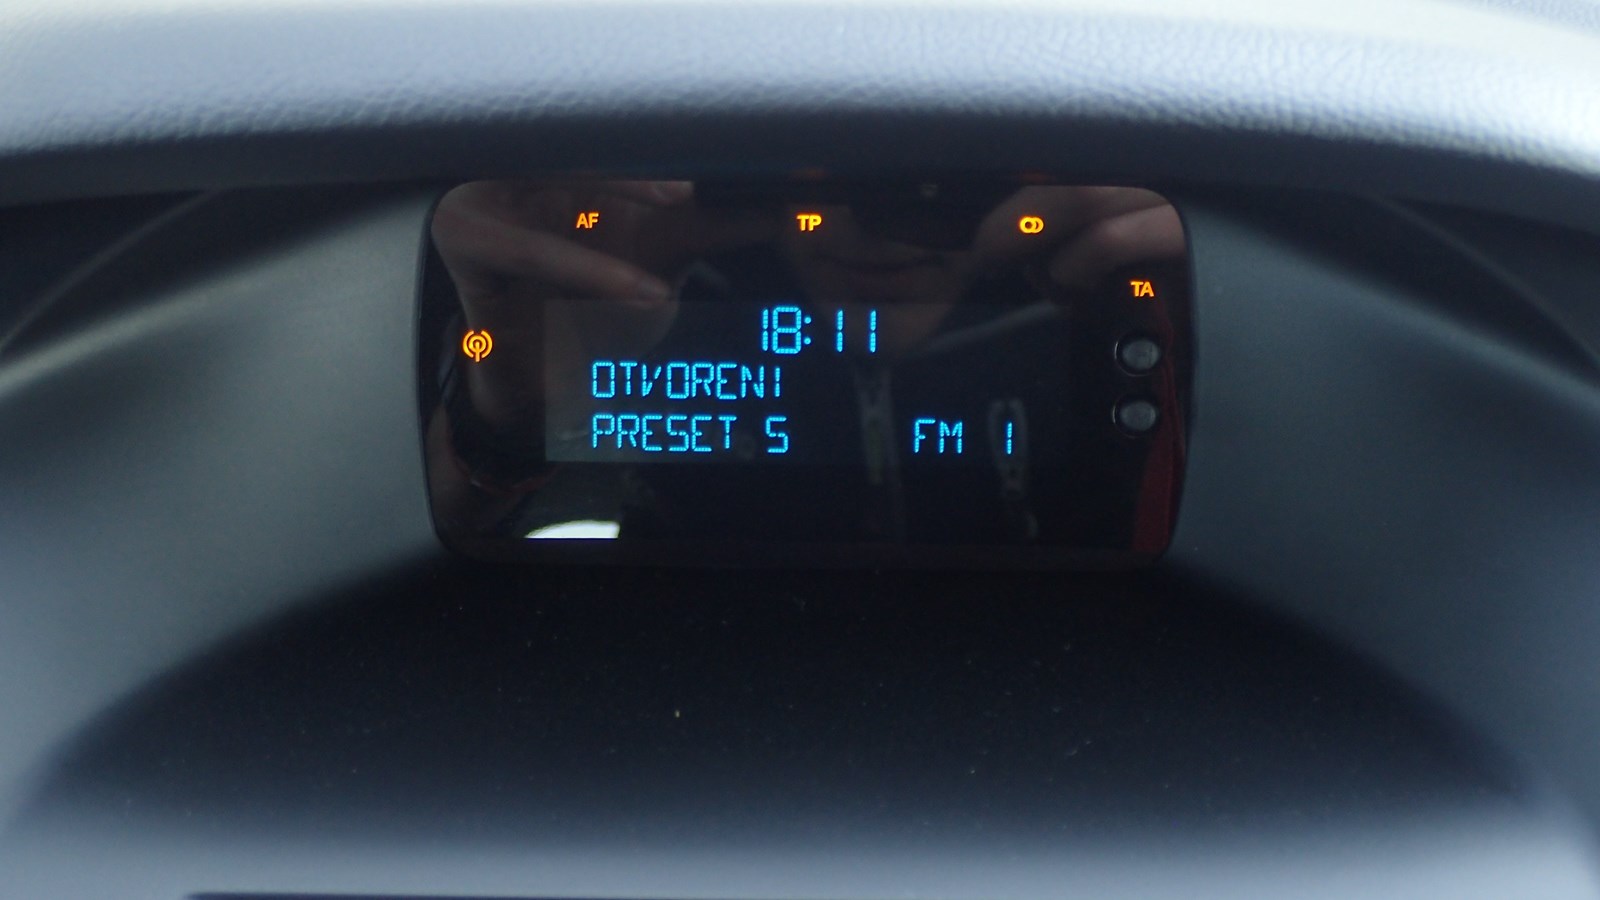 AF TP
TA
18:11
OTVORENI
PRESET 5 FM 1